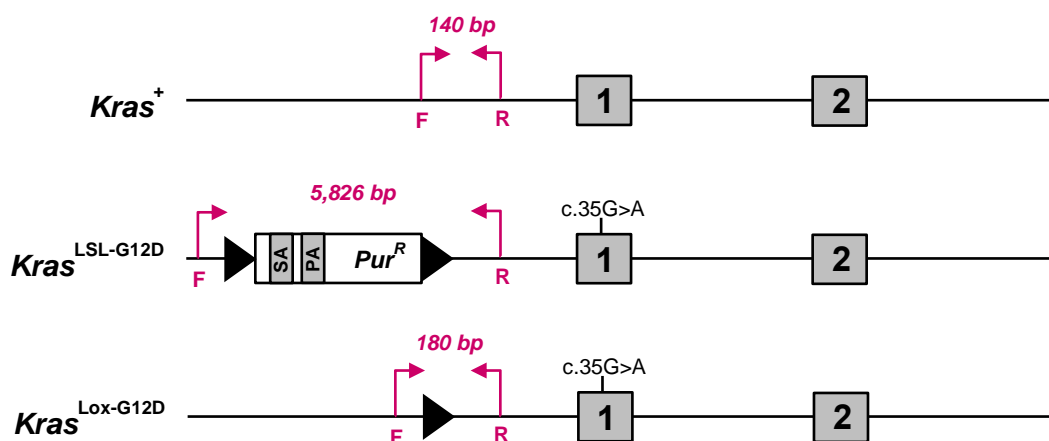 140 bp
Kras+
F R
1 2
5,826 bp
c.35G>A
KrasLSL-G12D
F SA PA PurR R
1 2
180 bp
c.35G>A
KrasLox-G12D
F R
1 2